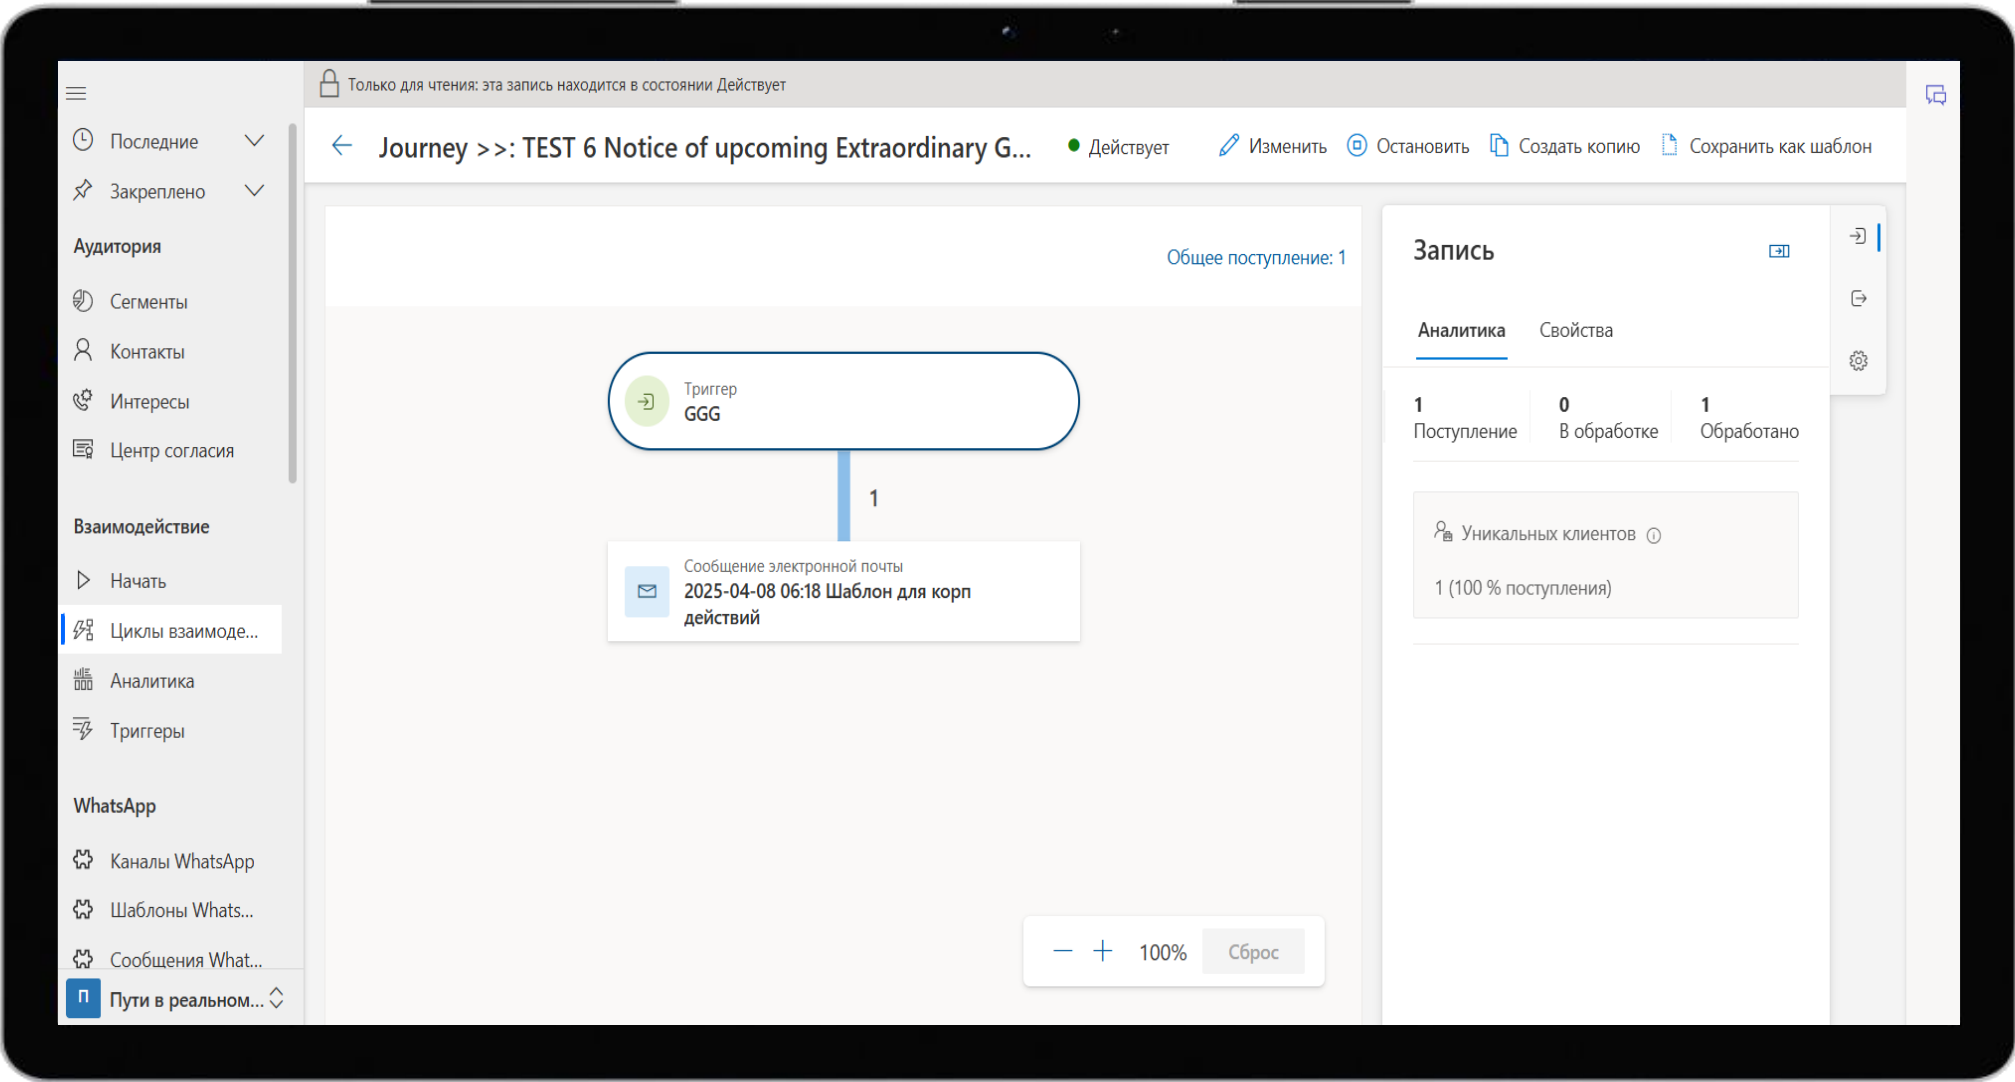 Только для чтения: эта запись находится в состоянии Действует
Journey >>: TEST 6 Notice of upcoming Extraordinary G...
Действует
Изменить
Остановить
Создать копию
Сохранить как шаблон
Последние
Закреплено
Аудитория
Сегменты
Контакты
Интересы
Центр согласия
Взаимодействие
Начать
Циклы взаимоде...
Аналитика
Триггеры
WhatsApp
Каналы WhatsApp
Шаблоны Whats...
Сообщения What...
П
Пути в реальном...
Общее поступление: 1
Триггер
GGG
1
Сообщение электронной почты
2025-04-08 06:18 Шаблон для корп
действий
100%
Сброс
Запись
Аналитика
Свойства
1
Поступление
0
В обработке
1
Обработано
Уникальных клиентов
1 (100 % поступления)